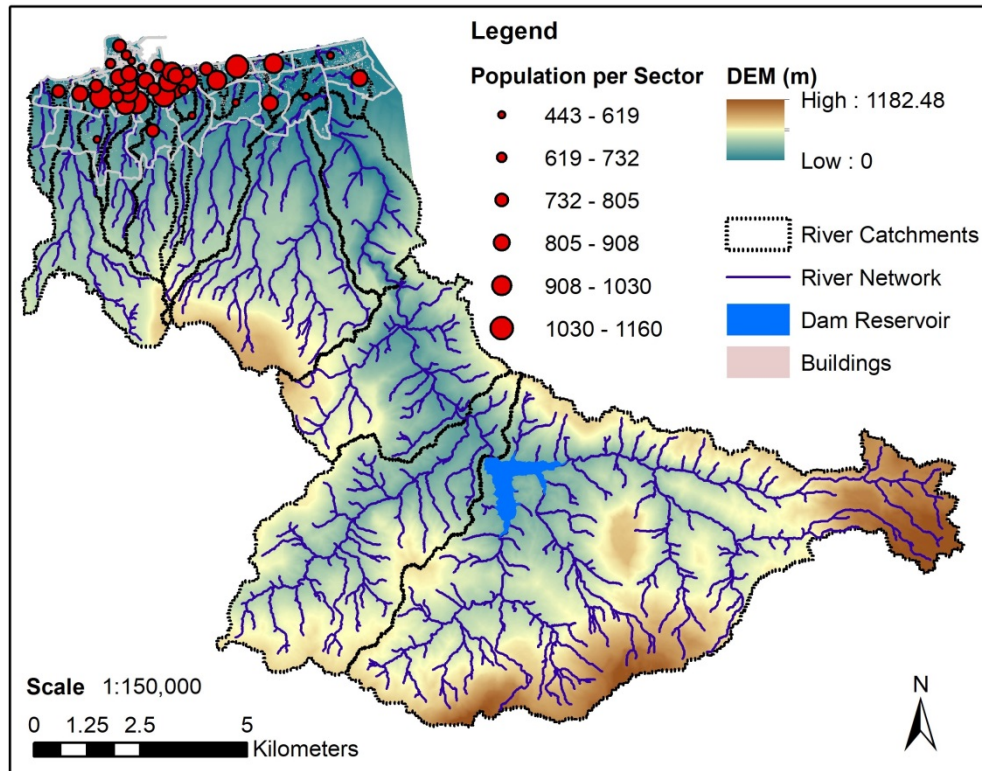 Legend
Population per Sector
443 - 619
619 - 732
732 - 805
805 - 908
908 - 1030
1030 - 1160
DEM (m)
High : 1182.48
Low : 0
River Catchments
River Network
Dam Reservoir
Buildings
Scale 1:150,000
0 1.25 2.5 5
Kilometers
N